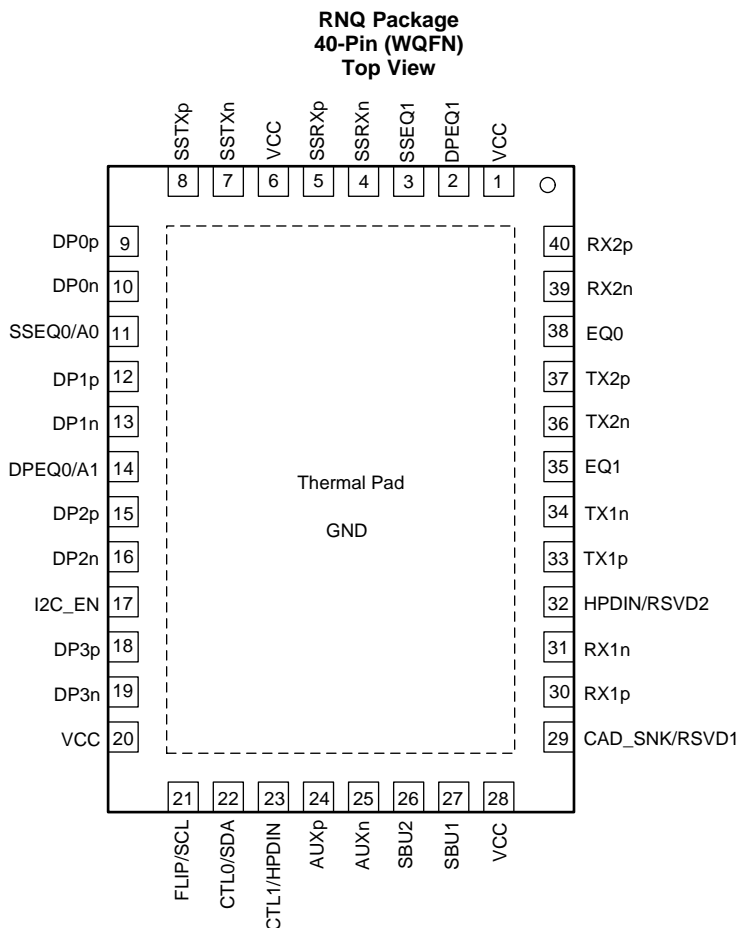 RNQ Package
40-Pin (WQFN)
Top View
SSTXp
SSTXn
VCC
SSRXp
SSRXn
SSEQ1
DPEQ1
VCC
8 7 6 5 4 3 2 1
DP0p 9
DP0n 10
SSEQ0/A0 11
DP1p 12
DP1n 13
DPEQ0/A1 14
DP2p 15
DP2n 16
I2C_EN 17
DP3p 18
DP3n 19
VCC 20
Thermal Pad
GND
40 RX2p
39 RX2n
38 EQ0
37 TX2p
36 TX2n
35 EQ1
34 TX1n
33 TX1p
32 HPDIN/RSVD2
31 RX1n
30 RX1p
29 CAD_SNK/RSVD1
21 22 23 24 25 26 27 28
FLIP/SCL
CTL0/SDA
CTL1/HPDIN
AUXp
AUXn
SBU2
SBU1
VCC